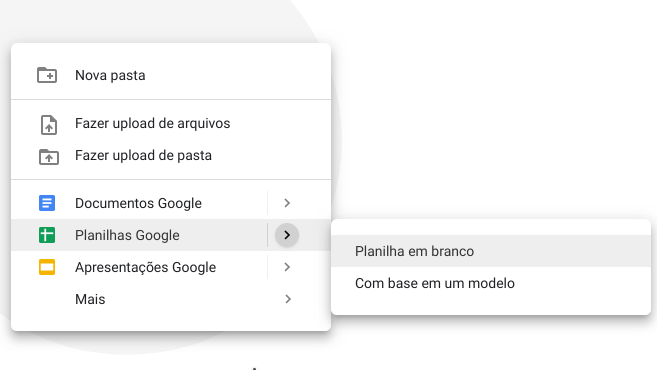 Nova pasta
Fazer upload de arquivos
Fazer upload de pasta
Documentos Google
Planilhas Google
Apresentações Google
Mais
Planilha em branco
Com base em um modelo